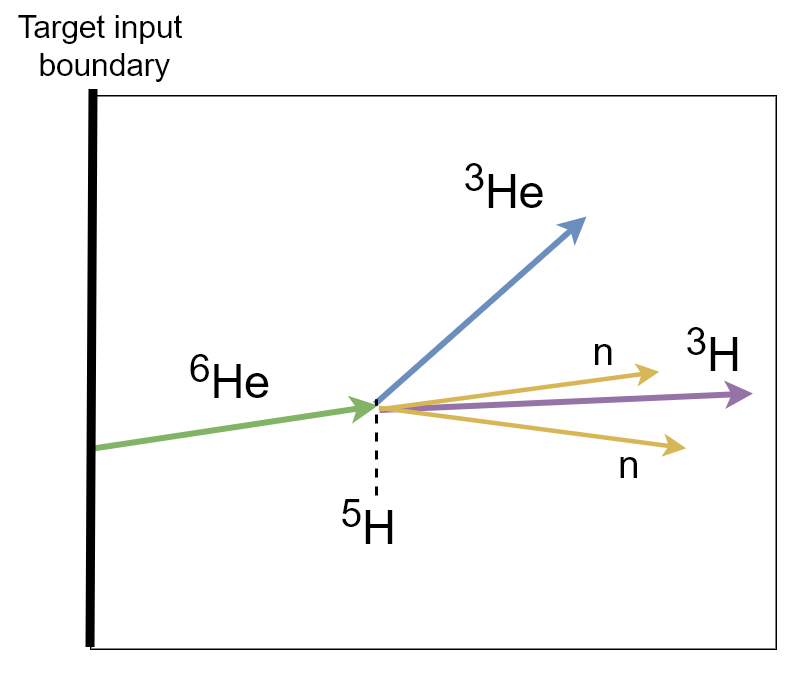 Target input
boundary
³He
n
³H
⁶He
n
⁵H